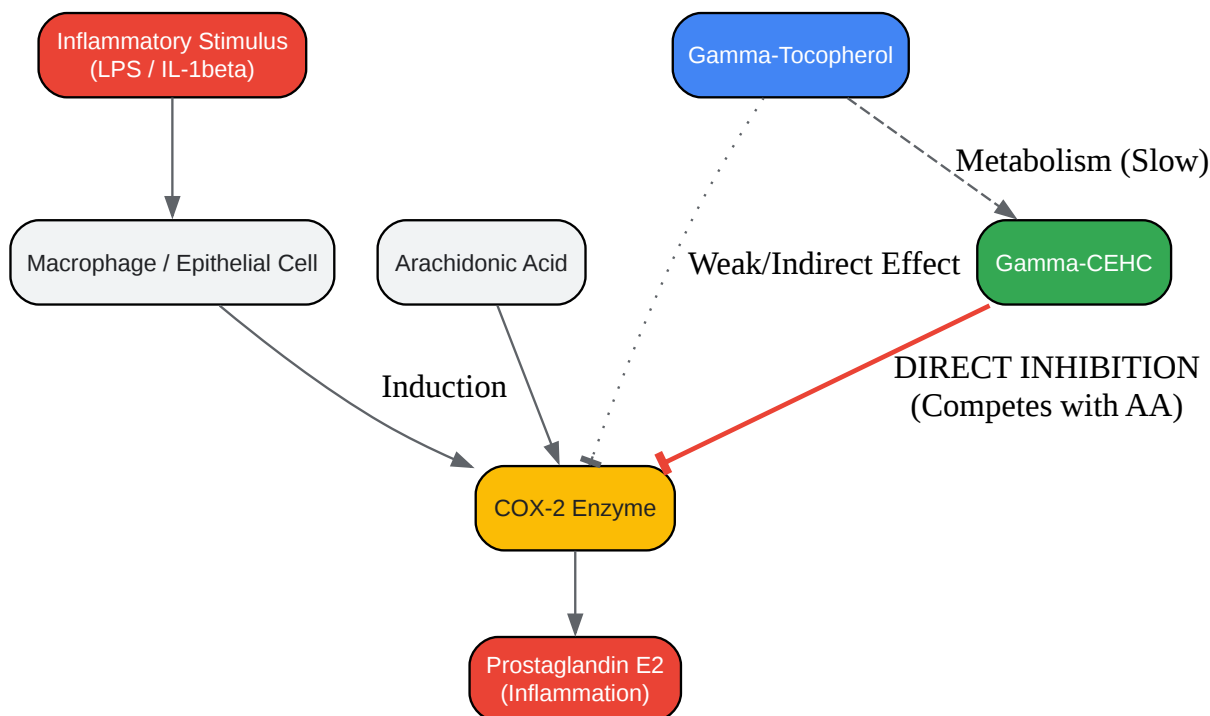 Inflammatory Stimulus
(LPS / IL-1beta)
Gamma-Tocopherol
Metabolism (Slow)
Macrophage / Epithelial Cell
Arachidonic Acid
Weak/Indirect Effect
Gamma-CEHC
Induction
DIRECT INHIBITION
(Competes with AA)
COX-2 Enzyme
Prostaglandin E2
(Inflammation)